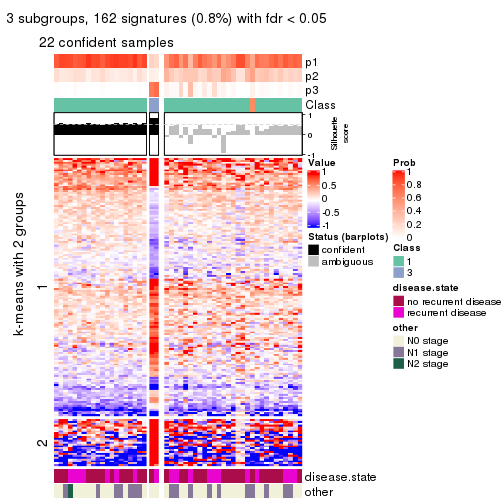 3 subgroups, 162 signatures (0.8%) with fdr < 0.05
22 confident samples
p1
p2
p3
Class
1
0
-1
Silhouette
score
k-means with 2 groups
1
2
disease.state
other
Value
1
0.5
0
-0.5
-1
Status (barplots)
confident
ambiguous
Prob
1
0.8
0.6
0.4
0.2
0
Class
1
3
disease.state
no recurrent disease
recurrent disease
other
N0 stage
N1 stage
N2 stage